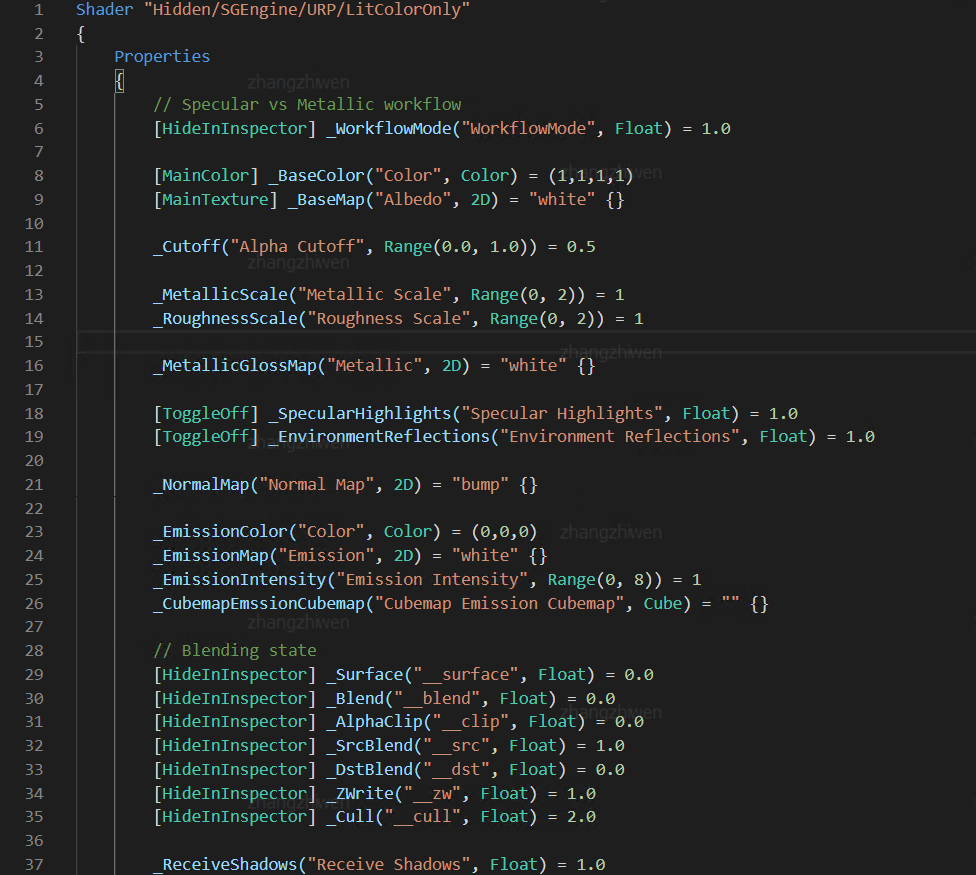 1 Shader "Hidden/SGEngine/URP/LitColorOnly"
2 {
3 Properties
4 {
zhangzhiwen
5 // Specular vs Metallic workflow
6 [HideInInspector] _WorkflowMode("WorkflowMode", Float) = 1.0
7
8 [MainColor] _BaseColor("Color", Color) = (1,1,1,1)
zhangzhiwen
9 [MainTexture] _BaseMap("Albedo", 2D) = "white" {}
10
11 _Cutoff("Alpha Cutoff", Range(0.0, 1.0)) = 0.5
zhangzhiwen
12
13 _MetallicScale("Metallic Scale", Range(0, 2)) = 1
14 _RoughnessScale("Roughness Scale", Range(0, 2)) = 1
15
zhangzhiwen
16 _MetallicGlossMap("Metallic", 2D) = "white" {}
17
18 [ToggleOff] _SpecularHighlights("Specular Highlights", Float) = 1.0
19 [ToggleOff] _EnvironmentReflections("Environment Reflections", Float) = 1.0
zhangzhiwen
20
21 _NormalMap("Normal Map", 2D) = "bump" {}
22
23 _EmissionColor("Color", Color) = (0,0,0)
zhangzhiwen
24 _EmissionMap("Emission", 2D) = "white" {}
25 _EmissionIntensity("Emission Intensity", Range(0, 8)) = 1
26 _CubemapEmssionCubemap("Cubemap Emission Cubemap", Cube) = "" {}
zhangzhiwen
27
28 // Blending state
29 [HideInInspector] _Surface("__surface", Float) = 0.0
30 [HideInInspector] _Blend("__blend", Float) = 0.0
zhangzhiwen
31 [HideInInspector] _AlphaClip("__clip", Float) = 0.0
32 [HideInInspector] _SrcBlend("__src", Float) = 1.0
33 [HideInInspector] _DstBlend("__dst", Float) = 0.0
34 [HideInInspector] _ZWrite("__zw", Float) = 1.0
zhangzhiwen
35 [HideInInspector] _Cull("__cull", Float) = 2.0
36
37 _ReceiveShadows("Receive Shadows", Float) = 1.0